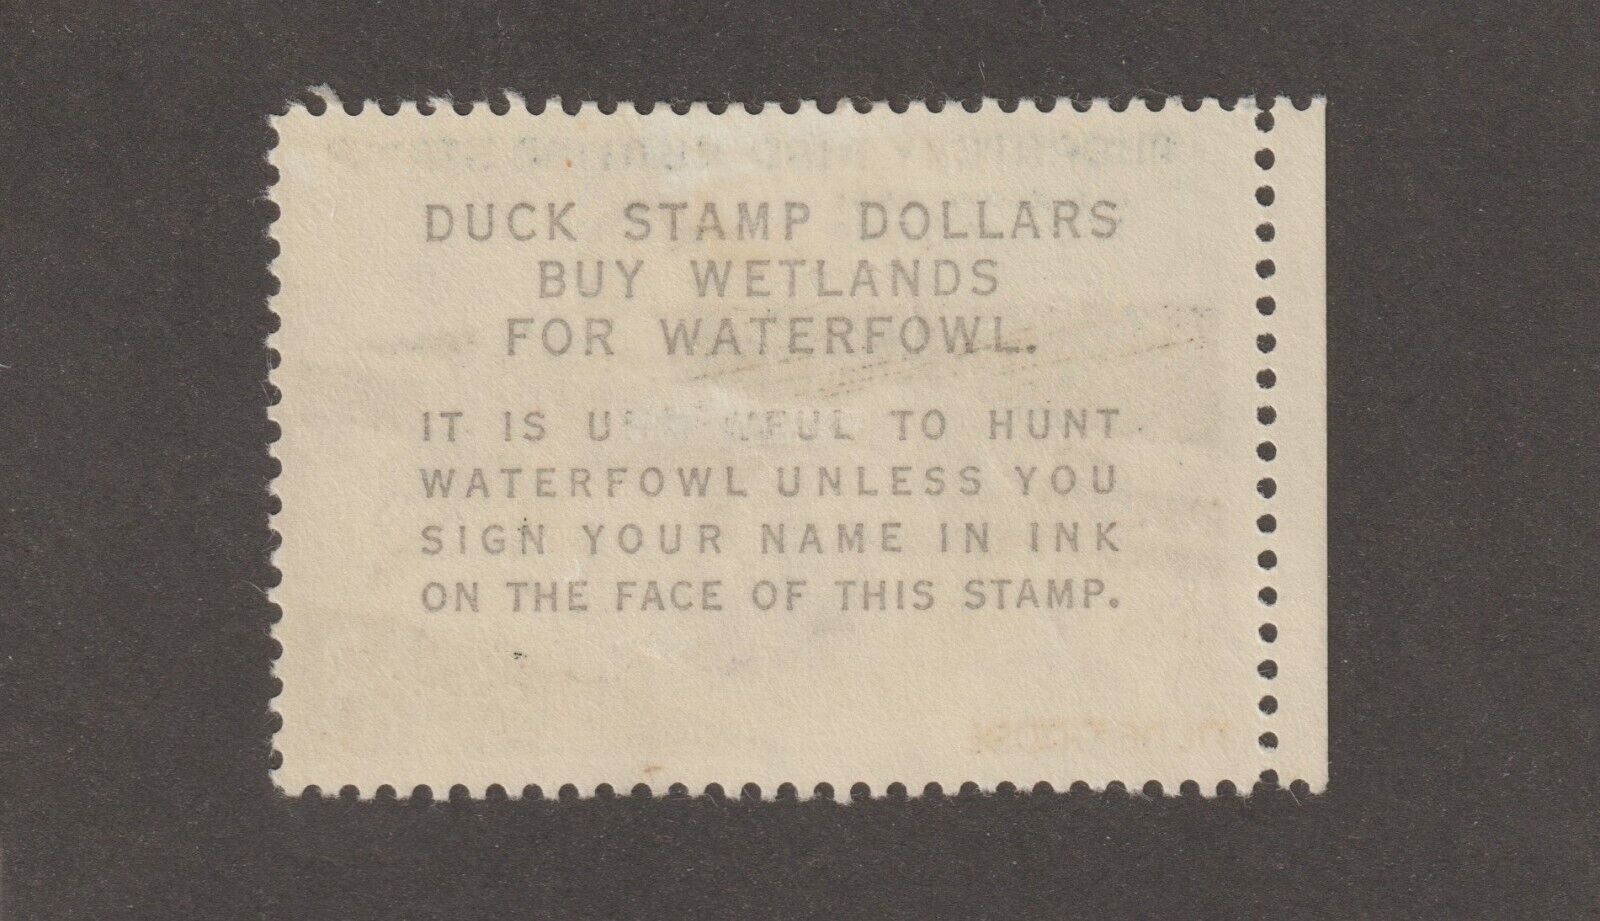 DUCK STAMP DOLLARS
BUY WETLANDS
FOR WATERFOWL.
IT IS UNLAWFUL TO HUNT
WATERFOWL UNLESS YOU
SIGN YOUR NAME IN INK
ON THE FACE OF THIS STAMP.